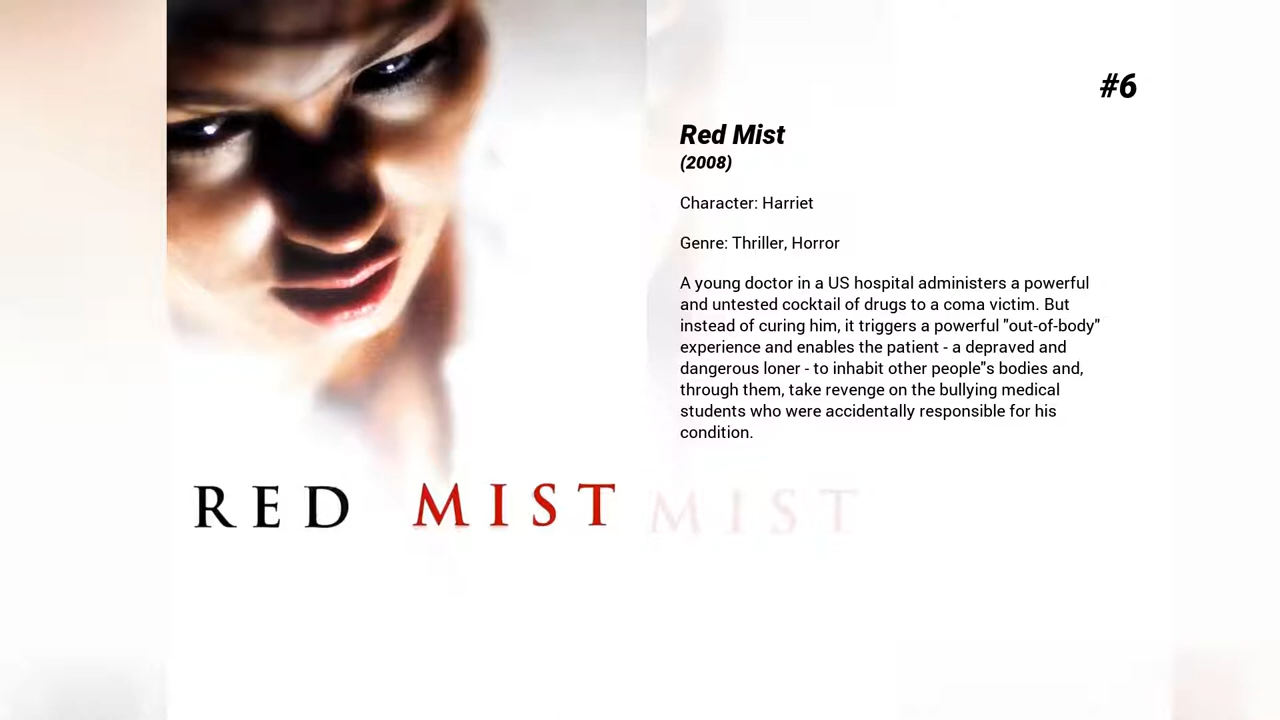 #6
Red Mist
(2008)
Character: Harriet
Genre: Thriller, Horror
A young doctor in a US hospital administers a powerful
and untested cocktail of drugs to a coma victim. But
instead of curing him, it triggers a powerful "out-of-body"
experience and enables the patient - a depraved and
dangerous loner - to inhabit other people"s bodies and,
through them, take revenge on the bullying medical
students who were accidentally responsible for his
condition.
RED MIST
MIST